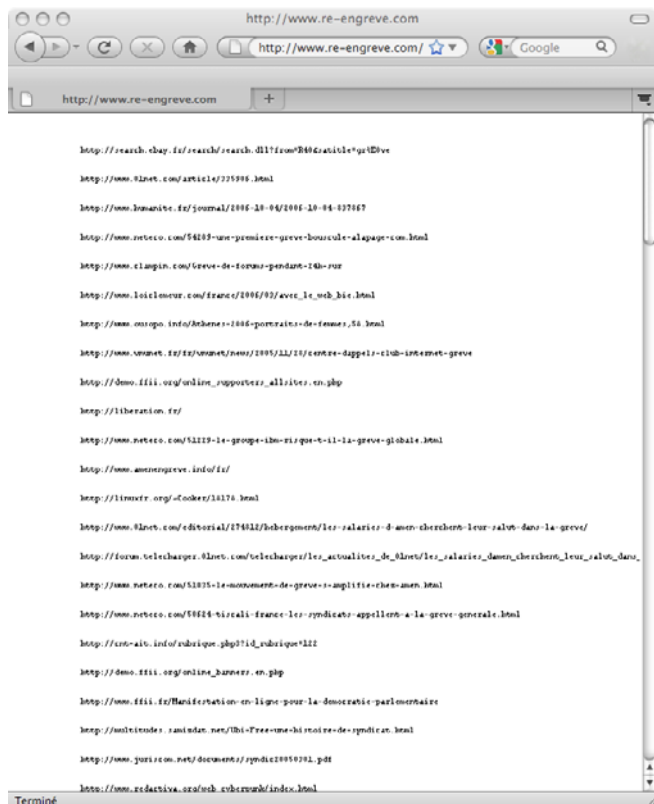 http://www.re-engreve.com
http://www.re-engreve.com/
Google
http://www.re-engreve.com
+
http://search.ebay.fr/search/search.dll?from=R40&satitle=gr%E8ve
http://www.01net.com/article/335986.html
http://www.humanite.fr/journal/2006-10-04/2006-10-04-837867
http://www.neteco.com/54289-une-premiere-greve-bouscule-alapage-com.html
http://www.clampin.com/Greve-de-forums-pendant-24h-sur
http://www.loiclemeur.com/france/2006/03/avec_le_web_bie.html
http://www.ousopo.info/Athenes-2006-portraits-de-femmes,58.html
http://www.vnunet.fr/fr/vnunet/news/2005/11/28/centre-dappels-club-internet-greve
http://demo.ffii.org/online_supporters_allsites.en.php
http://liberation.fr/
http://www.neteco.com/51229-le-groupe-ibm-risque-t-il-la-greve-globale.html
http://www.amenengreve.info/fr/
http://linuxfr.org/~Cooker/18178.html
http://www.01net.com/editorial/274812/hebergement/les-salaries-d-amen-cherchent-leur-salut-dans-la-greve/
http://forum.telecharger.01net.com/telecharger/les_actualites_de_01net/les_salaries_damen_cherchent_leur_salut_dans_
http://www.neteco.com/51035-le-mouvement-de-greve-s-amplifie-chez-amen.html
http://www.neteco.com/50624-tiscali-france-les-syndicats-appellent-a-la-greve-generale.html
http://cnt-ait.info/rubrique.php3?id_rubrique=122
http://demo.ffii.org/online_banners.en.php
http://www.ffii.fr/Manifestation-en-ligne-pour-la-democratie-parlementaire
http://multitudes.samizdat.net/Ubi-Free-une-histoire-de-syndicat.html
http://www.juriscom.net/documents/syndic20050301.pdf
http://www.redactiva.org/web_cyberpunk/index.html
Terminé